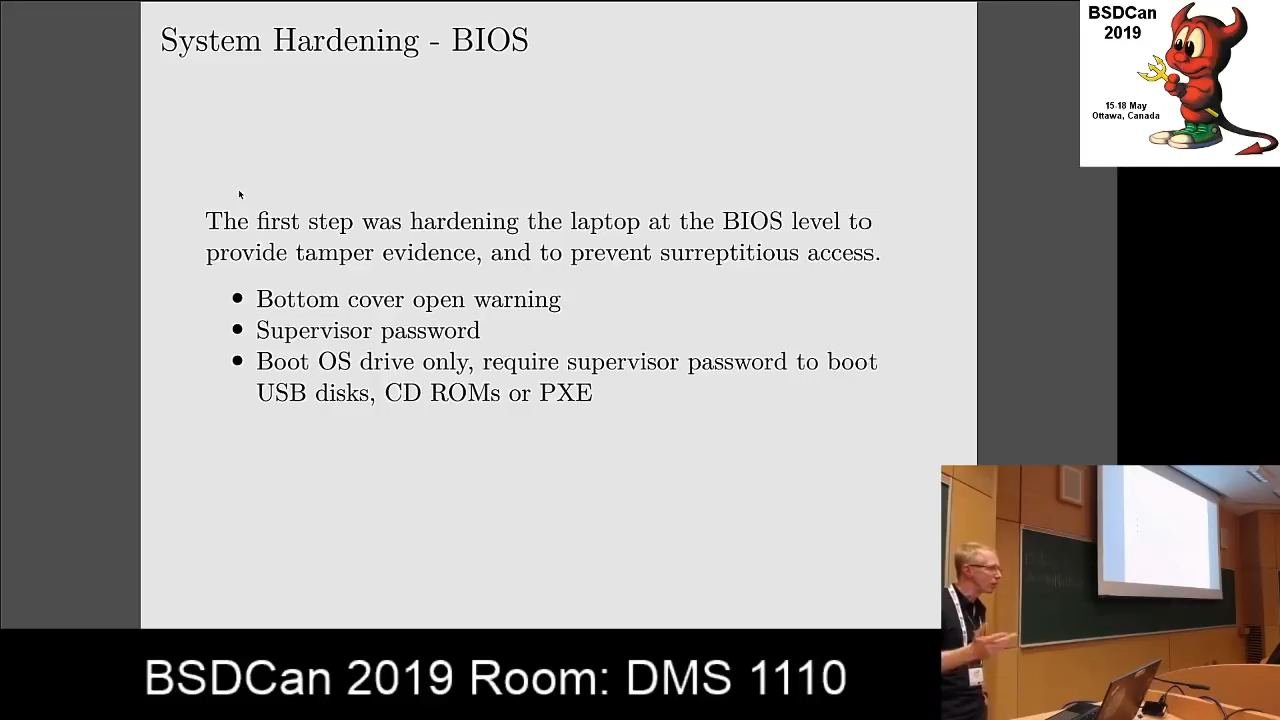 System Hardening - BIOS
BSDCan
2019
15-18 May
Ottawa, Canada
The first step was hardening the laptop at the BIOS level to
provide tamper evidence, and to prevent surreptitious access.
• Bottom cover open warning
• Supervisor password
• Boot OS drive only, require supervisor password to boot
USB disks, CD ROMs or PXE
BSDCan 2019 Room: DMS 1110